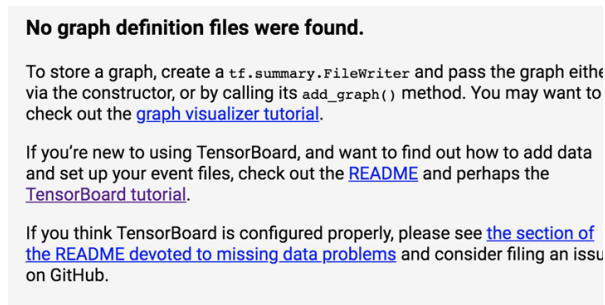 No graph definition files were found.
To store a graph, create a tf.summary.FileWriter and pass the graph eithe
via the constructor, or by calling its add_graph() method. You may want to
check out the graph visualizer tutorial.
If you’re new to using TensorBoard, and want to find out how to add data
and set up your event files, check out the README and perhaps the
TensorBoard tutorial.
If you think TensorBoard is configured properly, please see the section of
the README devoted to missing data problems and consider filing an issu
on GitHub.